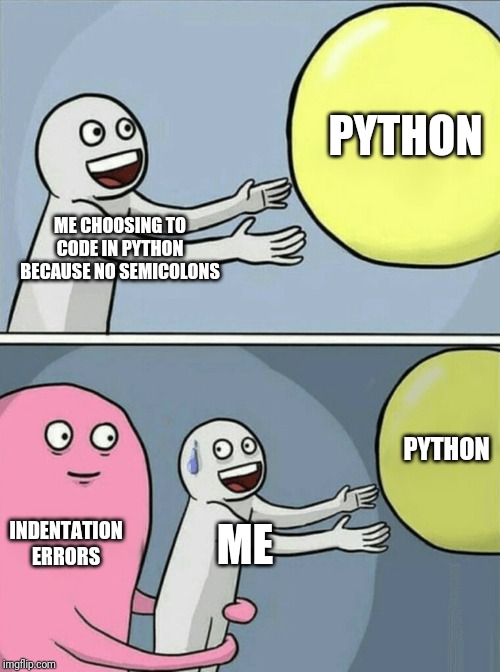 PYTHON
ME CHOOSING TO
CODE IN PYTHON
BECAUSE NO SEMICOLONS
PYTHON
INDENTATION
ERRORS
ME
imgflip.com